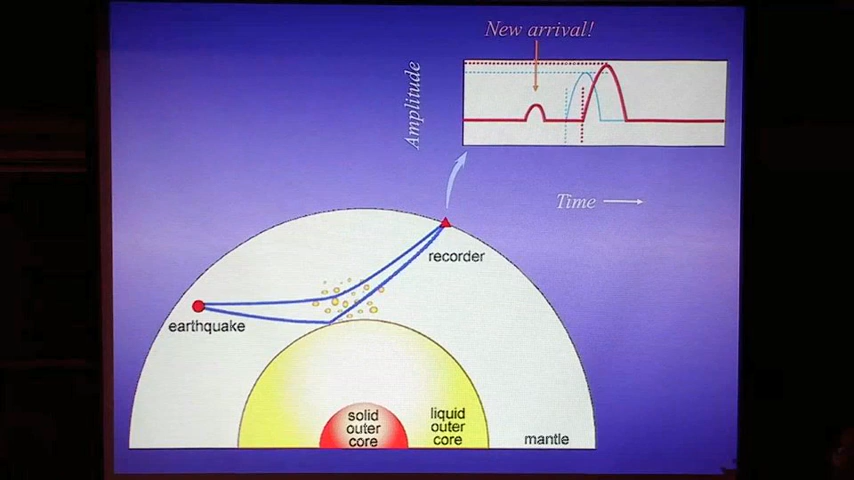 New arrival!
Amplitude
Time
recorder
earthquake
solid
outer
core
liquid
outer
core
mantle